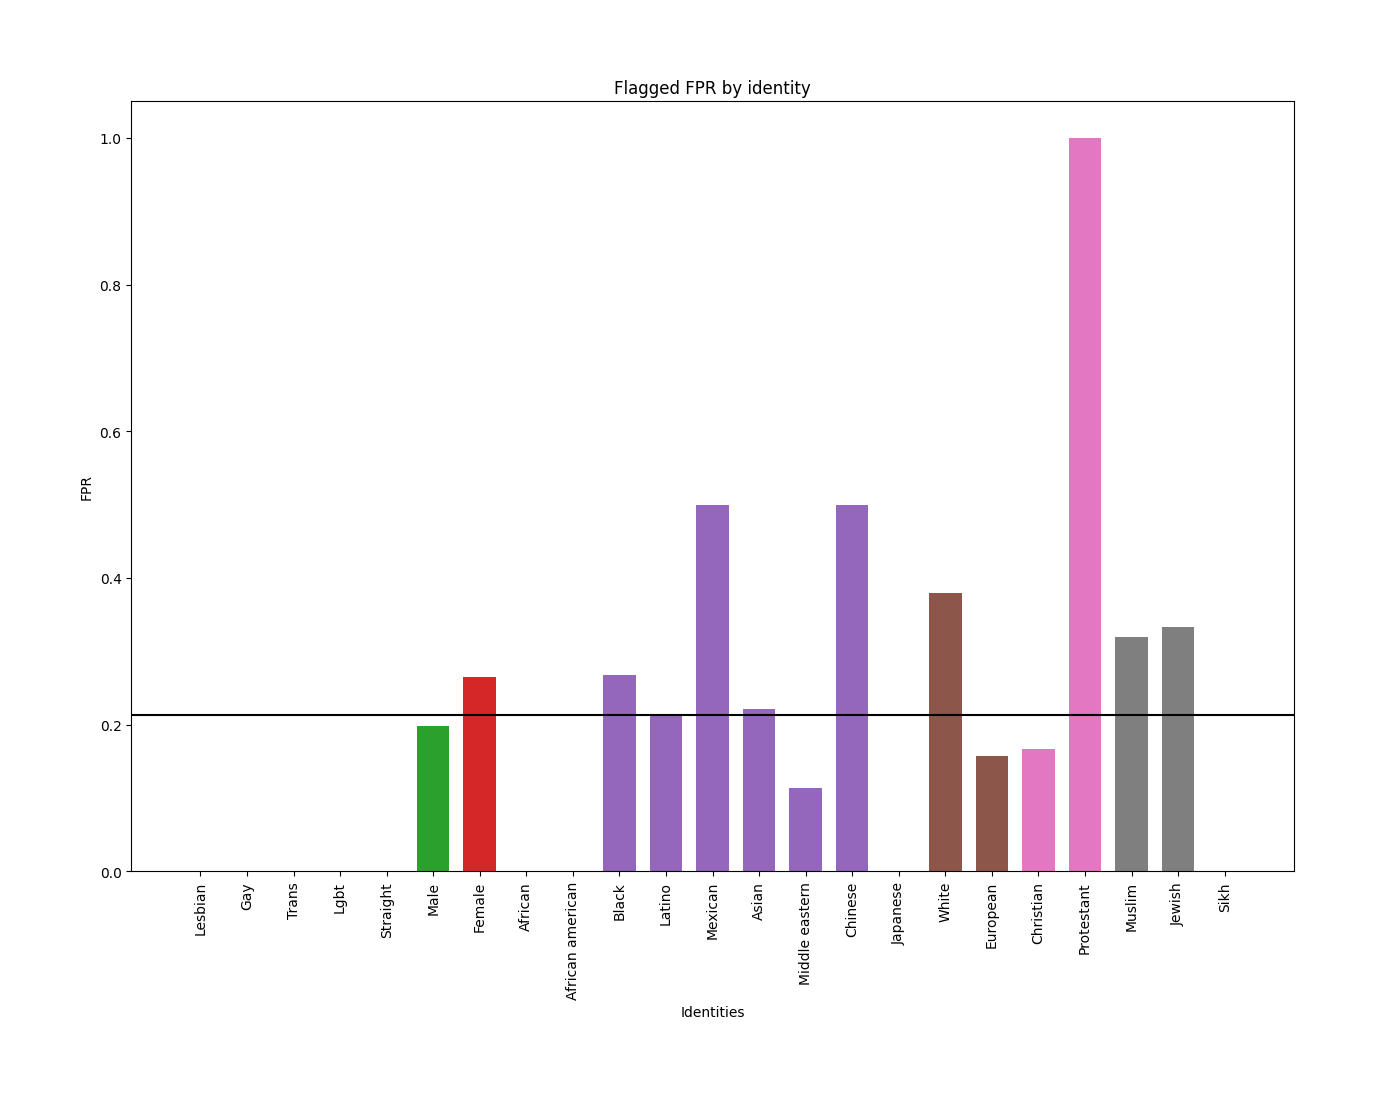 Flagged FPR by identity
1.0
0.8
0.6
0.4
0.2
0.0
FPR
Lesbian
Gay
Trans
Lgbt
Straight
Male
Female
African
African american
Black
Latino
Mexican
Asian
Middle eastern
Chinese
Japanese
White
European
Christian
Protestant
Muslim
Jewish
Sikh
Identities